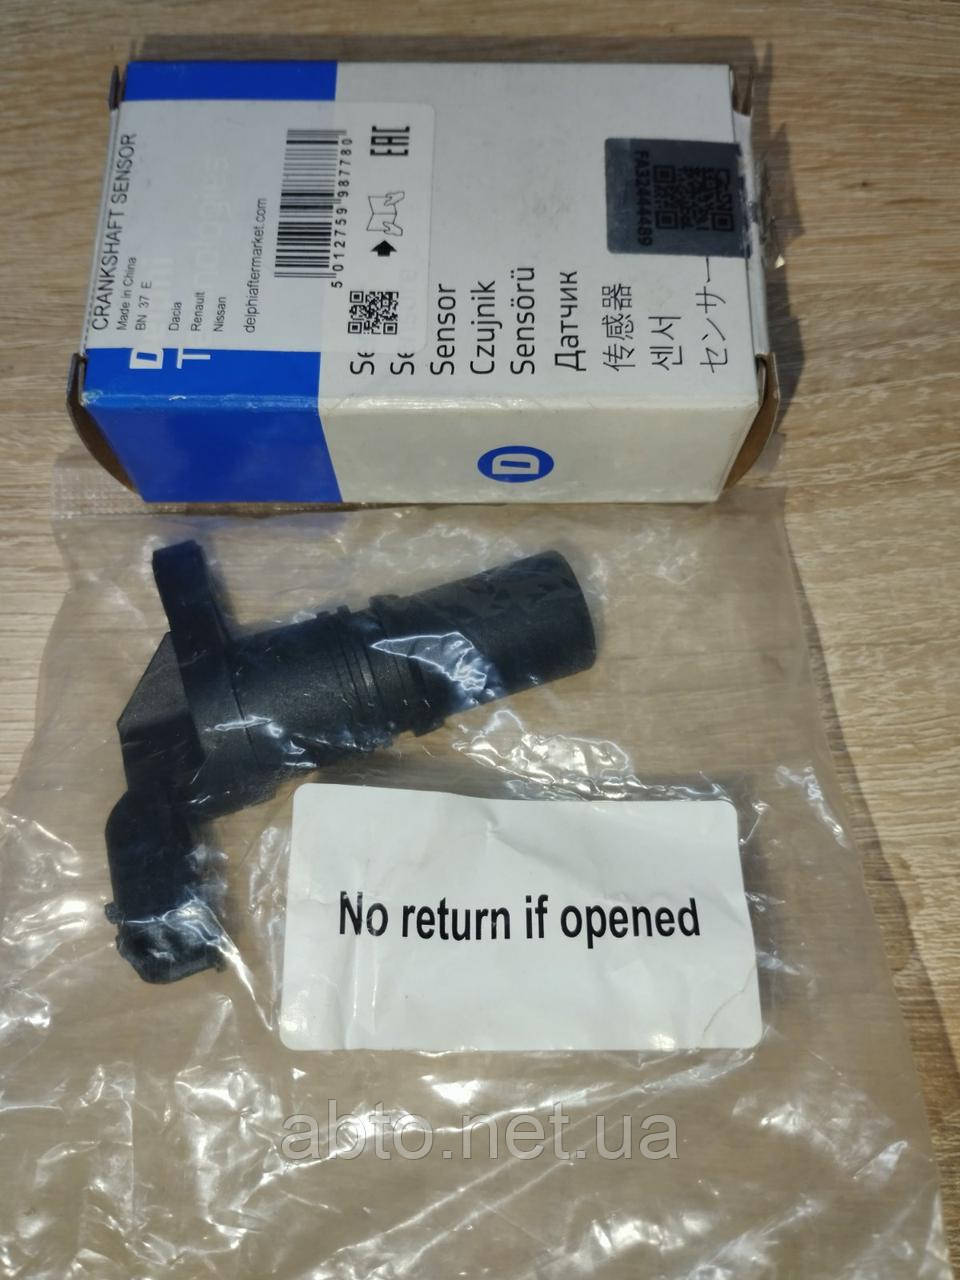 CRANKSHAFT SENSOR
Made in China
BN 37 E
Dacia
Renault
Nissan
delphiaftermarket.com
5 012759 987780
EAC
Sensor
Czujnik
Sensörü
Датчик
传感器
센서
センサー
FA32444489
D
No return if opened
abto.net.ua